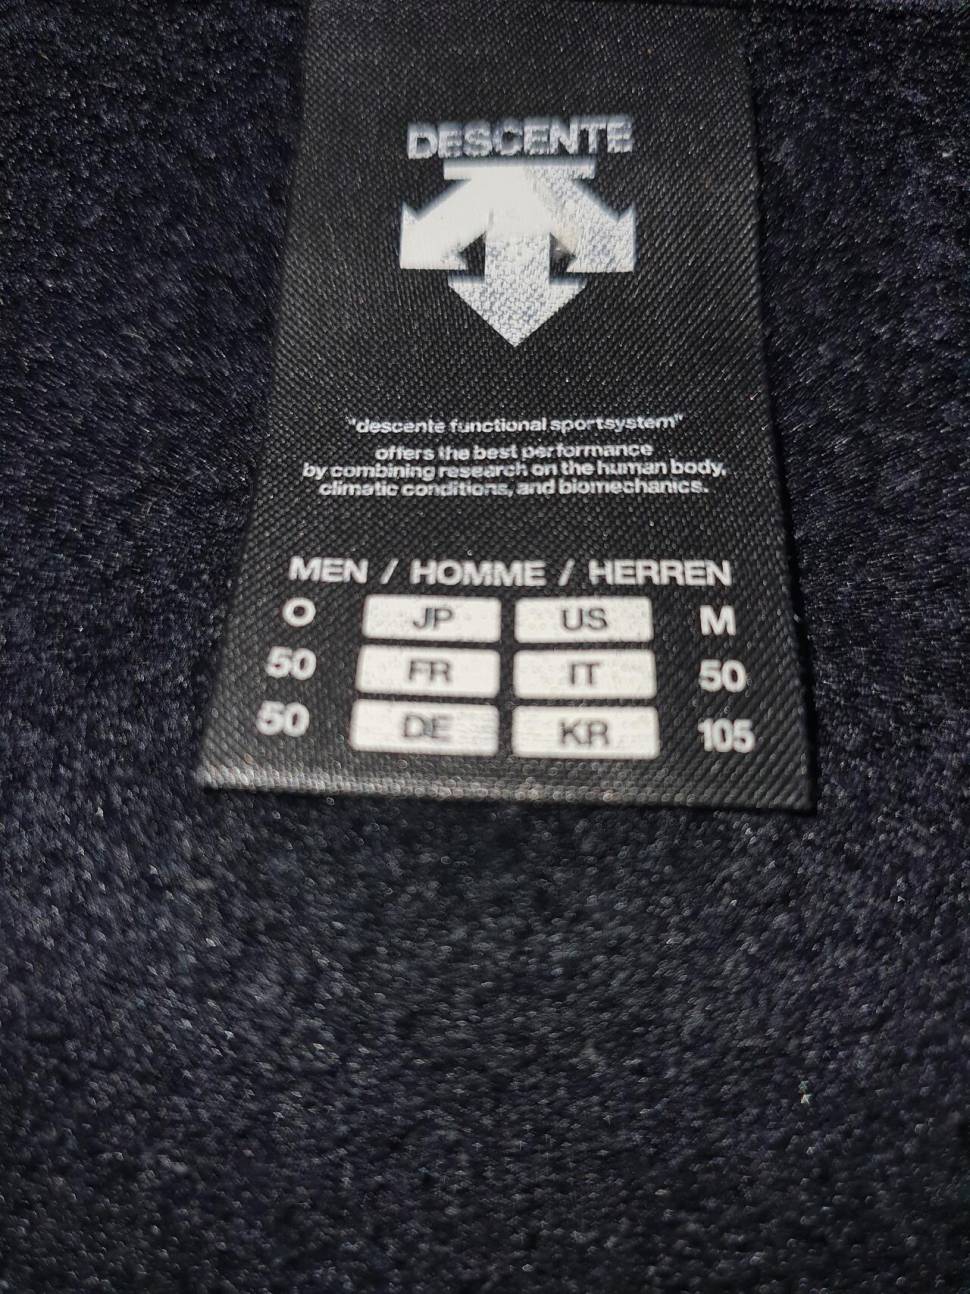 DESCENTE
"descente functional sportsystem"
offers the best performance
by combining research on the human body,
climatic conditions, and biomechanics.
MEN / HOMME / HERREN
O JP US M
50 FR IT 50
50 DE KR 105